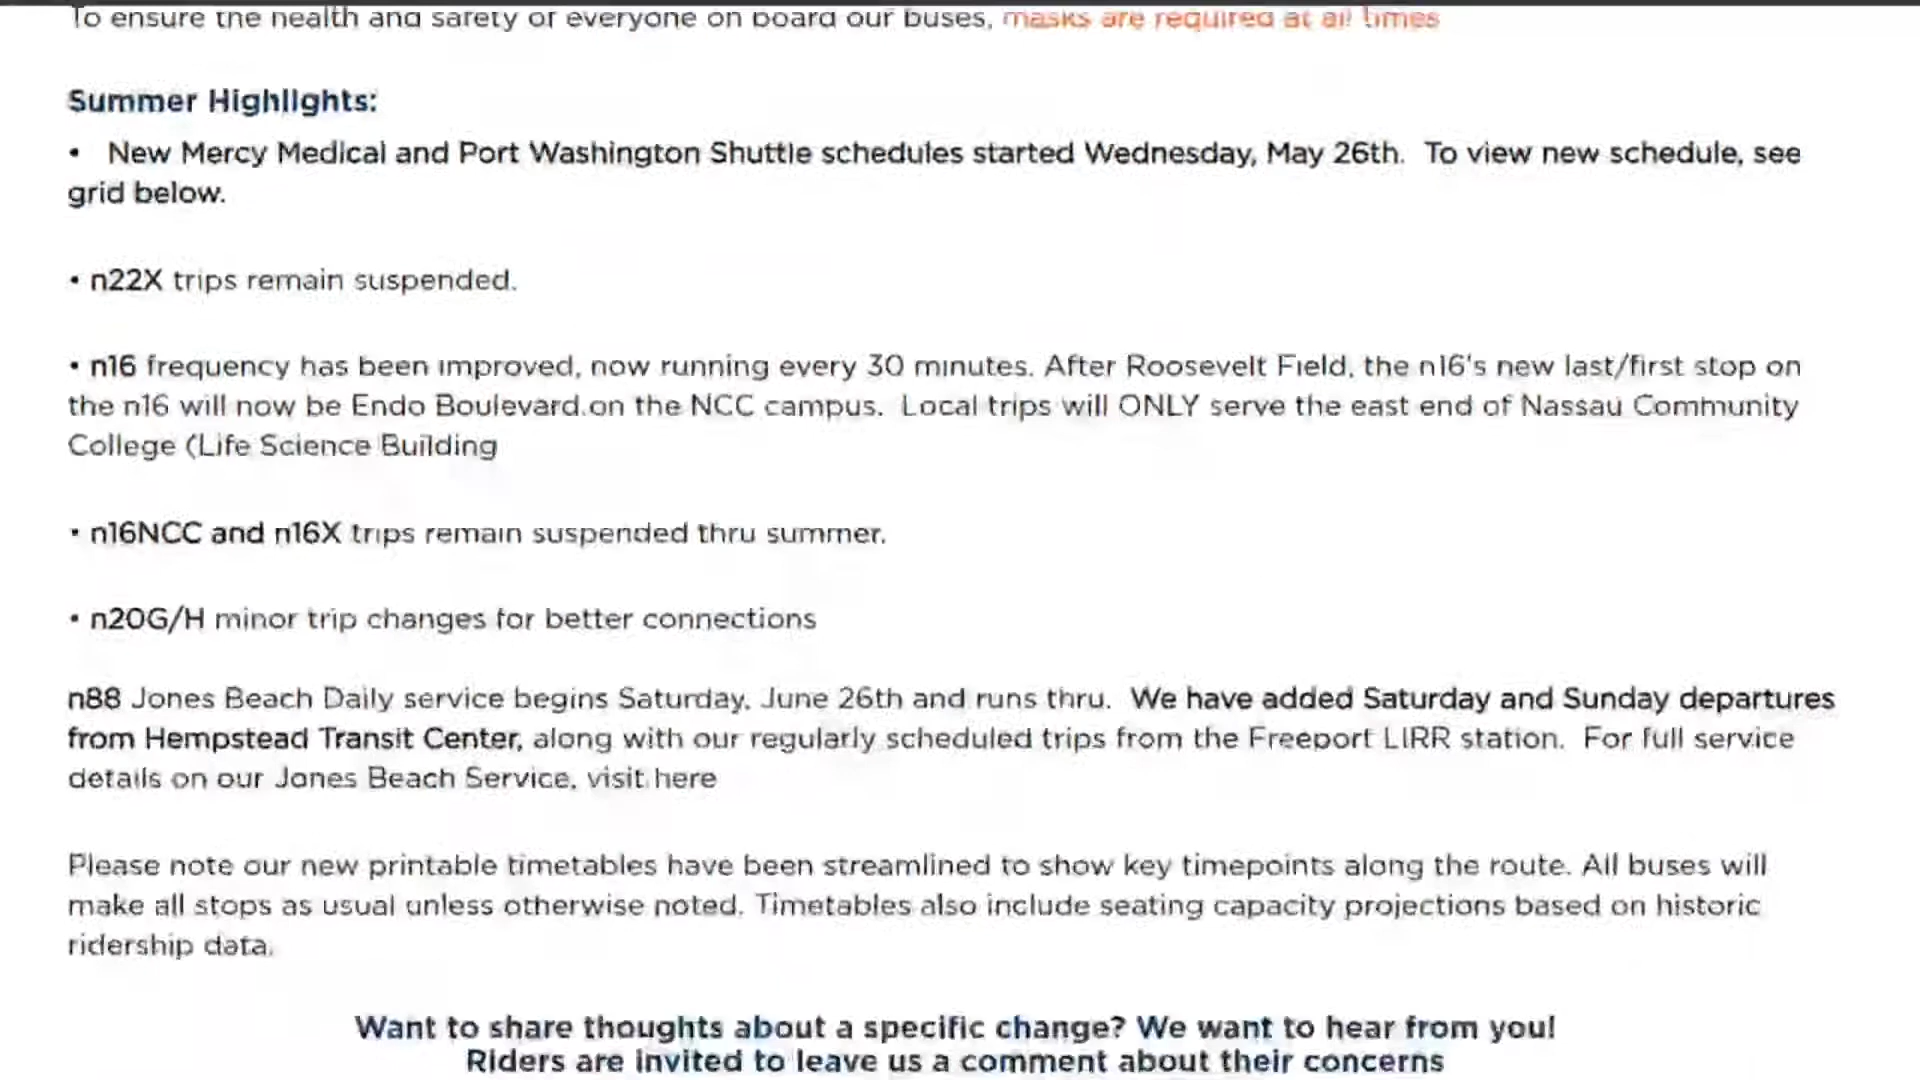 To ensure the health and safety of everyone on board our buses, masks are required at all times
Summer Highlights:
• New Mercy Medical and Port Washington Shuttle schedules started Wednesday, May 26th. To view new schedule, see
grid below.
• n22X trips remain suspended.
• n16 frequency has been improved, now running every 30 minutes. After Roosevelt Field, the n16's new last/first stop on
the n16 will now be Endo Boulevard.on the NCC campus. Local trips will ONLY serve the east end of Nassau Community
College (Life Science Building
• n16NCC and n16X trips remain suspended thru summer.
• n20G/H minor trip changes for better connections
n88 Jones Beach Daily service begins Saturday, June 26th and runs thru. We have added Saturday and Sunday departures
from Hempstead Transit Center, along with our regularly scheduled trips from the Freeport LIRR station. For full service
details on our Jones Beach Service, visit here
Please note our new printable timetables have been streamlined to show key timepoints along the route. All buses will
make all stops as usual unless otherwise noted. Timetables also include seating capacity projections based on historic
ridership data.
Want to share thoughts about a specific change? We want to hear from you!
Riders are invited to leave us a comment about their concerns